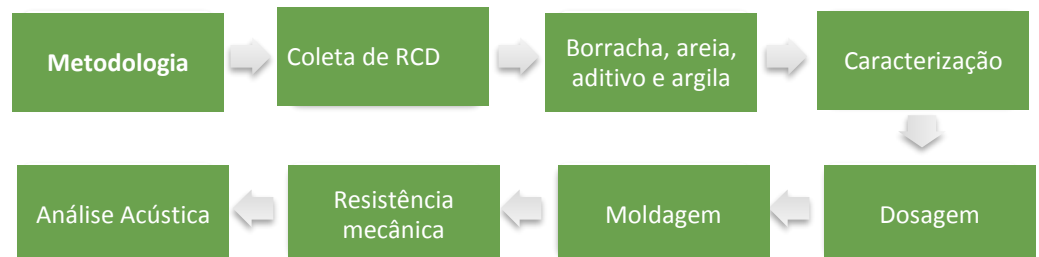 Metodologia
Coleta de RCD
Borracha, areia,
aditivo e argila
Caracterização
Dosagem
Moldagem
Resistência
mecânica
Análise Acústica